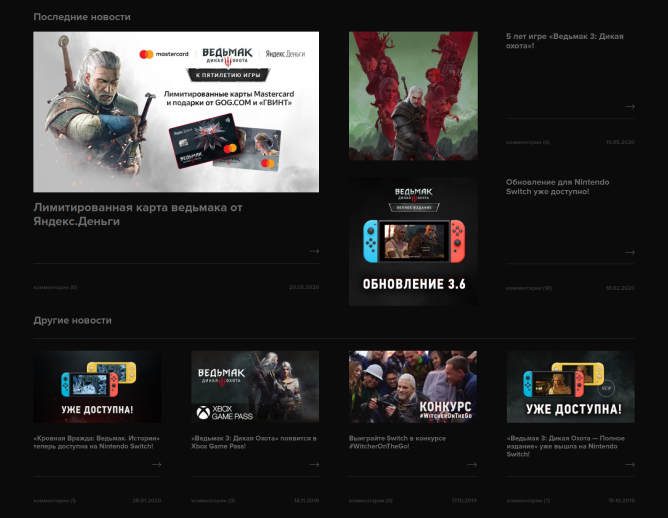 Последние новости
mastercard
ВЕДЬМАК
ДИКАЯ ОХОТА
Яндекс Деньги
К ПЯТИЛЕТИЮ ИГРЫ
Лимитированные карты Mastercard
и подарки от GOG.COM и «ГВИНТ»
Лимитированная карта ведьмака от
Яндекс.Деньги
комментарии (0)
20.05.2020
5 лет игре «Ведьмак 3: Дикая
охота»!
комментарии (0)
19.05.2020
ВЕДЬМАК
ДИКАЯ ОХОТА
ПОЛНОЕ ИЗДАНИЕ
ОБНОВЛЕНИЕ 3.6
Обновление для Nintendo
Switch уже доступно!
комментарии (18)
18.02.2020
Другие новости
УЖЕ ДОСТУПНА!
«Кровная Вражда: Ведьмак. Истории»
теперь доступна на Nintendo Switch!
комментарии (1)
28.01.2020
ВЕДЬМАК
ДИКАЯ ОХОТА
XBOX
GAME PASS
«Ведьмак 3: Дикая Охота» появится в
Xbox Game Pass!
комментарии (0)
14.11.2019
КОНКУРС
#WitcherOnTheGo
Выиграйте Switch в конкурсе
#WitcherOnTheGo!
комментарии (0)
17.10.2019
NEW
УЖЕ ДОСТУПНА!
«Ведьмак 3: Дикая Охота — Полное
издание» уже вышла на Nintendo
Switch!
комментарии (7)
15.10.2019